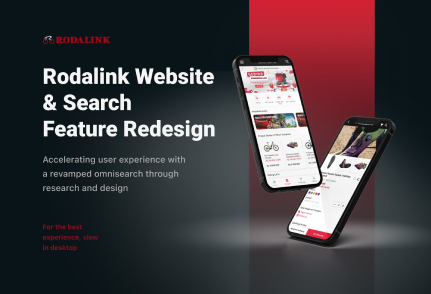 RODALINK
Rodalink Website
& Search
Feature Redesign
Accelerating user experience with
a revamped omnisearch through
research and design
For the best
experience, view
in desktop